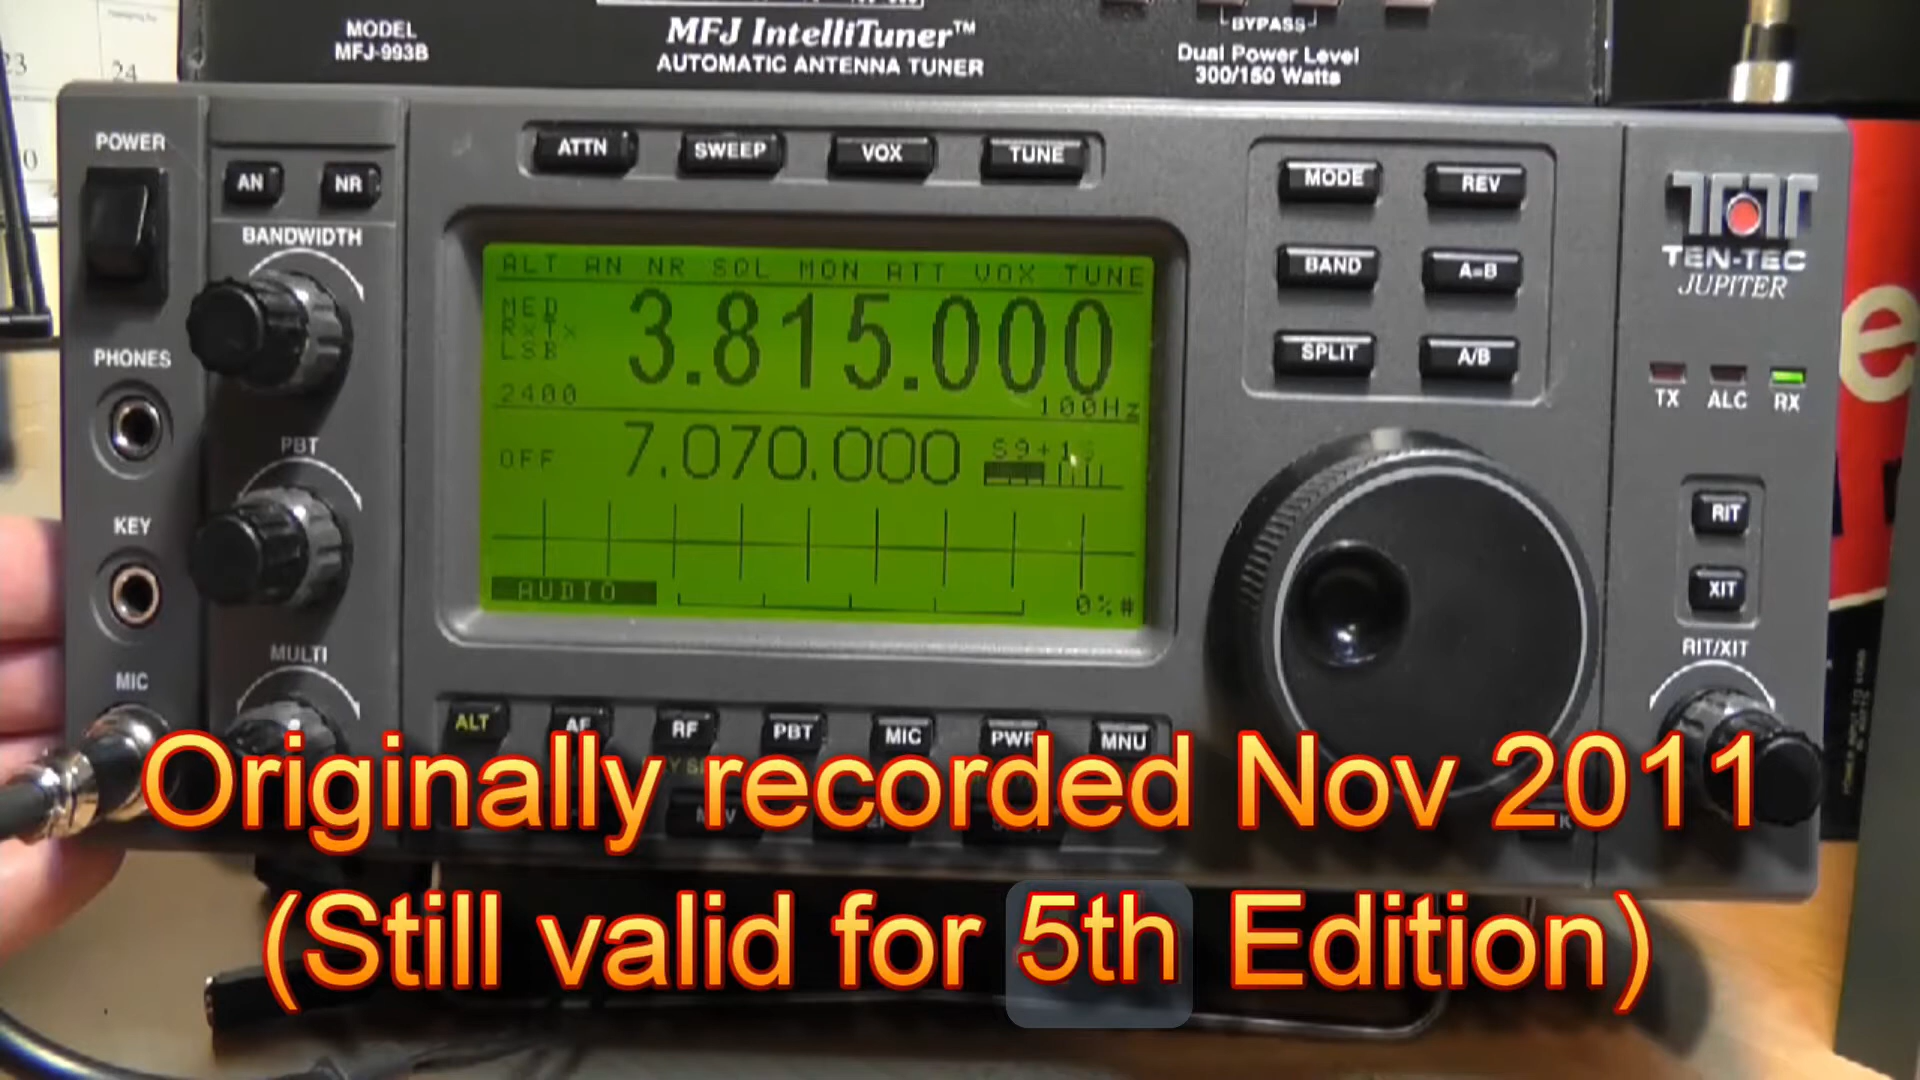 MODEL
MFJ-993B
MFJ IntelliTuner™
AUTOMATIC ANTENNA TUNER
BYPASS
Dual Power Level
300/150 Watts
24
POWER
AN NR
BANDWIDTH
PHONES
PBT
KEY
MULTI
MIC
ATTN SWEEP VOX TUNE
ALT AN NR SQL MON ATT VOX TUNE
MED
RxTx
LSB
3.815.000
2400
100Hz
OFF 7.070.000
AUDIO 0%#
MODE REV
BAND A=B
SPLIT A/B
TEN-TEC
JUPITER
TX ALC RX
RIT
XIT
RIT/XIT
ALT AF RF PBT MIC PWR MNU
Originally recorded Nov 2011
(Still valid for 5th Edition)